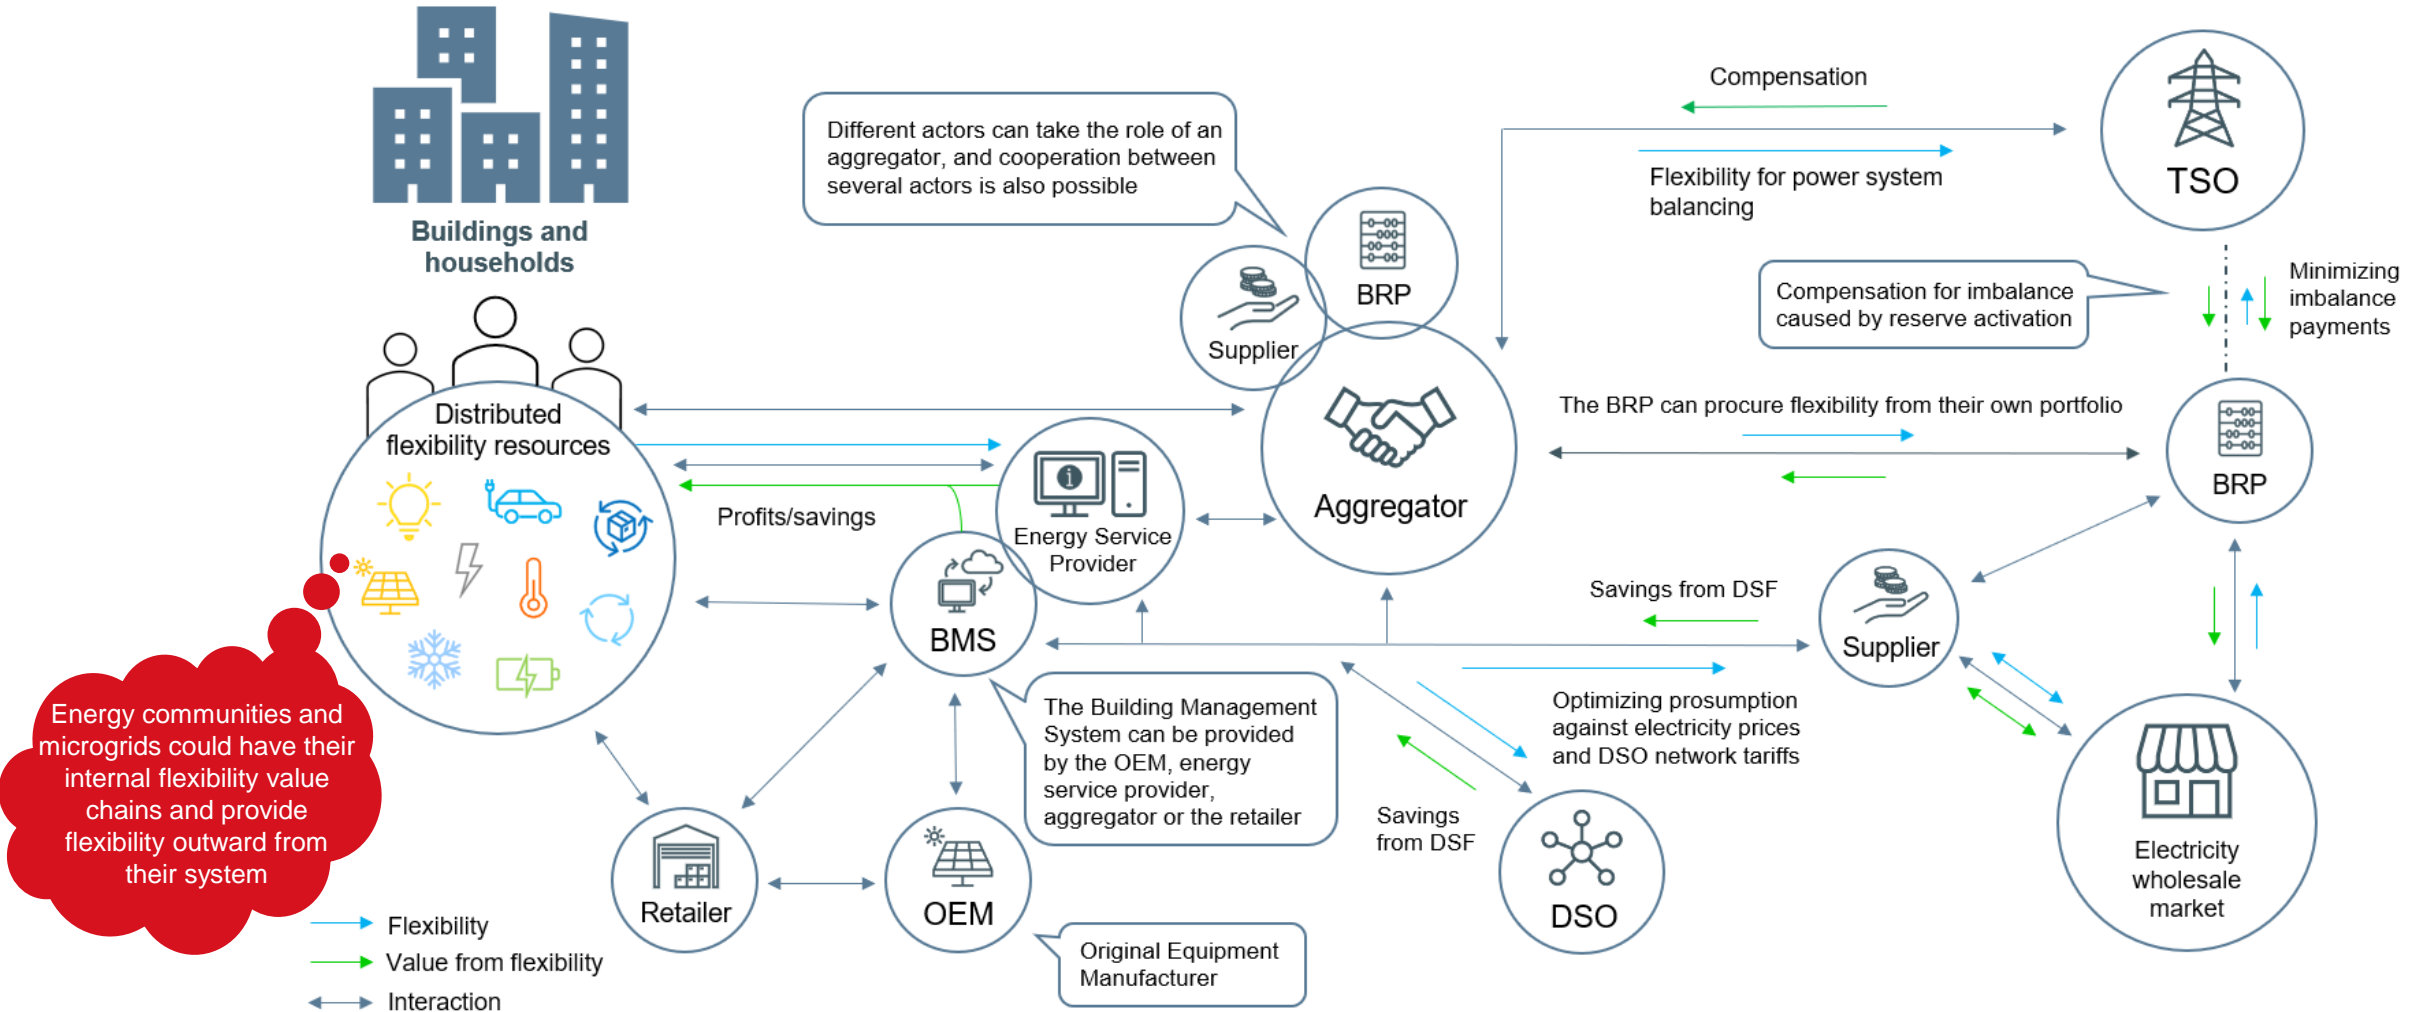 Buildings and
households
Distributed
flexibility resources
Energy communities and
microgrids could have their
internal flexibility value
chains and provide
flexibility outward from
their system
Flexibility
Value from flexibility
Interaction
Profits/savings
Different actors can take the role of an
aggregator, and cooperation between
several actors is also possible
Supplier
BRP
Aggregator
Energy Service
Provider
BMS
The Building Management
System can be provided
by the OEM, energy
service provider,
aggregator or the retailer
Retailer
OEM
Original Equipment
Manufacturer
Compensation
Flexibility for power system
balancing
TSO
Compensation for imbalance
caused by reserve activation
Minimizing
imbalance
payments
The BRP can procure flexibility from their own portfolio
BRP
Savings from DSF
Supplier
Optimizing prosumption
against electricity prices
and DSO network tariffs
Savings
from DSF
DSO
Electricity
wholesale
market